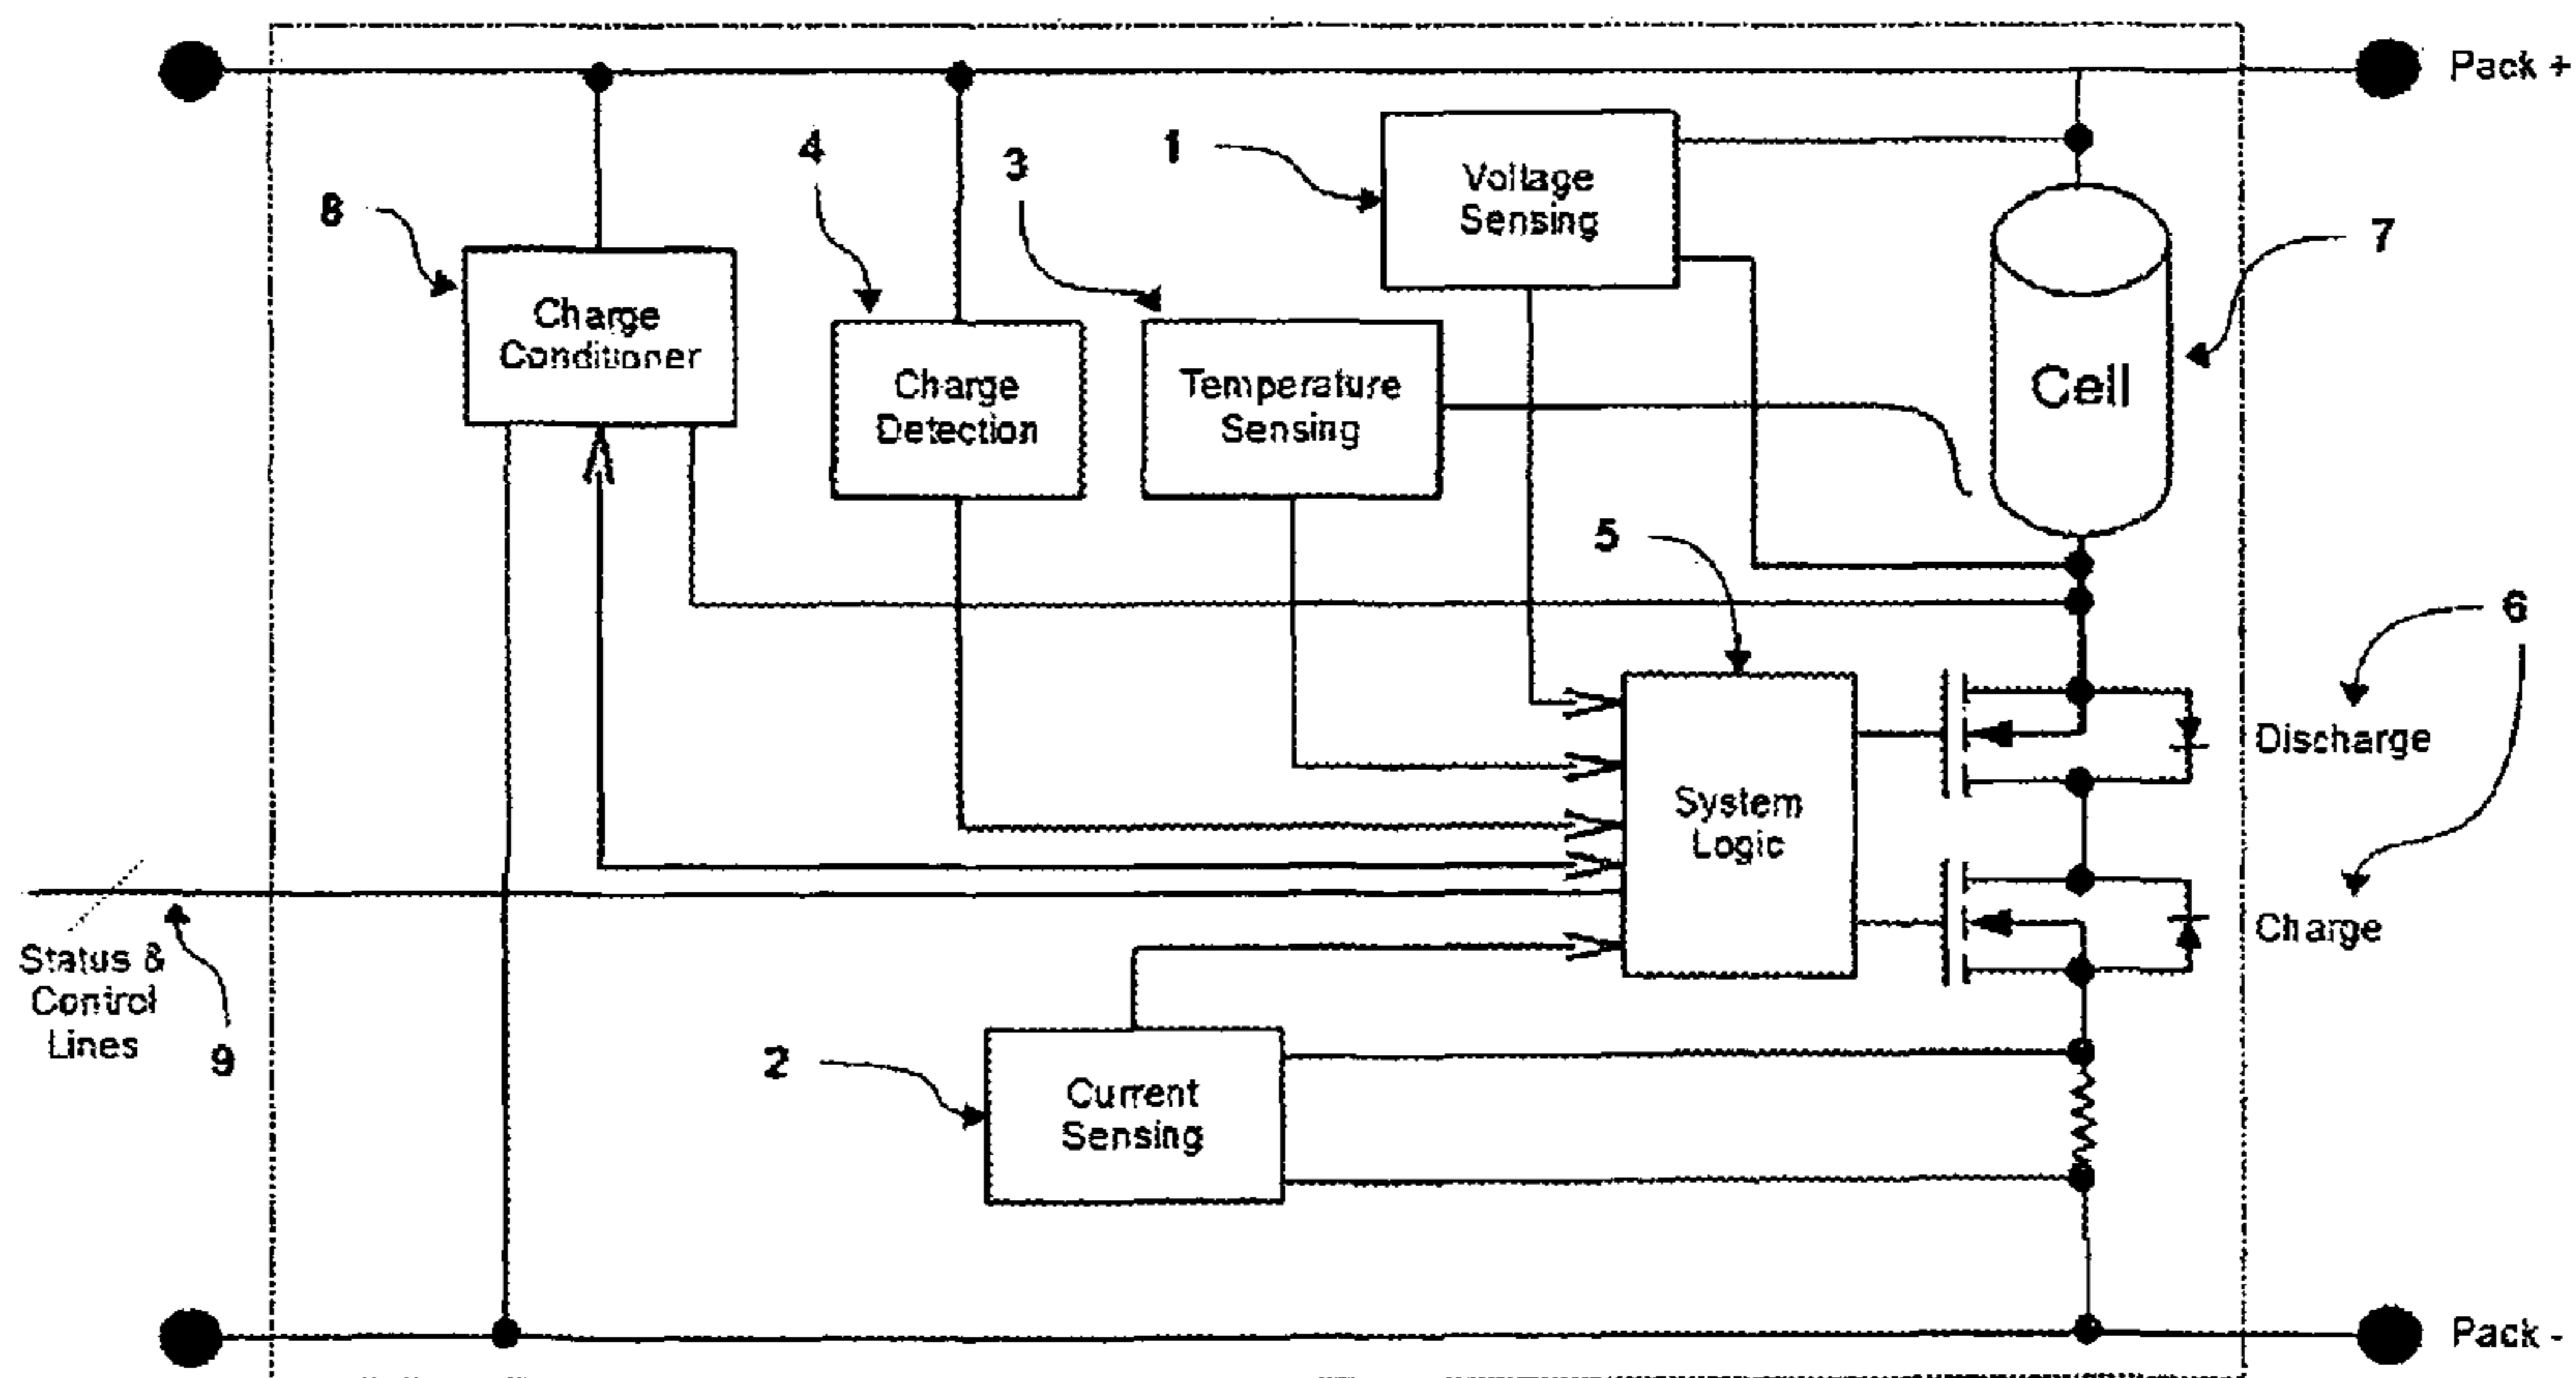 Pack +
4
3
1
Voltage
Sensing
8
7
Charge
Conditioner
Charge
Detection
Temperature
Sensing
Cell
5
6
Discharge
System
Logic
Charge
Status &
Control
Lines
9
2
Current
Sensing
Pack -